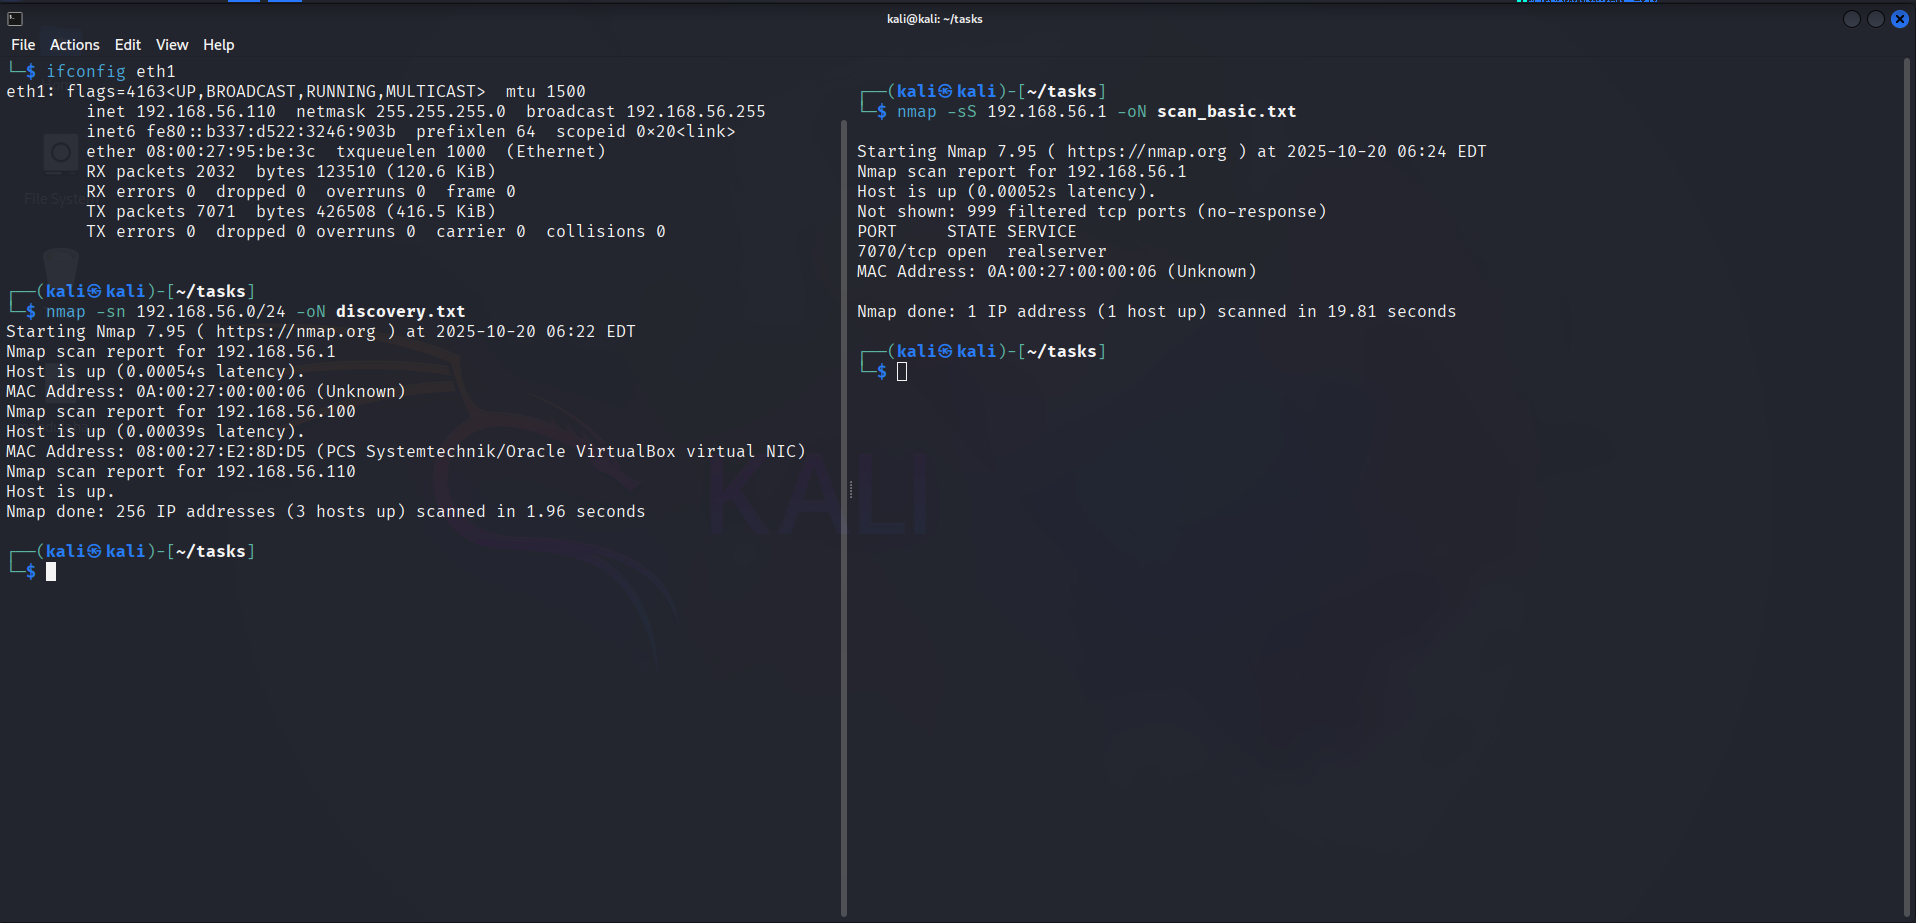 kali@kali: ~/tasks
File Actions Edit View Help
└─$ ifconfig eth1
eth1: flags=4163<UP,BROADCAST,RUNNING,MULTICAST>  mtu 1500
        inet 192.168.56.110  netmask 255.255.255.0  broadcast 192.168.56.255
        inet6 fe80::b337:d522:3246:903b  prefixlen 64  scopeid 0×20<link>
        ether 08:00:27:95:be:3c  txqueuelen 1000  (Ethernet)
        RX packets 2032  bytes 123510 (120.6 KiB)
        RX errors 0  dropped 0  overruns 0  frame 0
        TX packets 7071  bytes 426508 (416.5 KiB)
        TX errors 0  dropped 0 overruns 0  carrier 0  collisions 0
┌──(kali㉿kali)-[~/tasks]
└─$ nmap -sn 192.168.56.0/24 -oN discovery.txt
Starting Nmap 7.95 ( https://nmap.org ) at 2025-10-20 06:22 EDT
Nmap scan report for 192.168.56.1
Host is up (0.00054s latency).
MAC Address: 0A:00:27:00:00:06 (Unknown)
Nmap scan report for 192.168.56.100
Host is up (0.00039s latency).
MAC Address: 08:00:27:E2:8D:D5 (PCS Systemtechnik/Oracle VirtualBox virtual NIC)
Nmap scan report for 192.168.56.110
Host is up.
Nmap done: 256 IP addresses (3 hosts up) scanned in 1.96 seconds
┌──(kali㉿kali)-[~/tasks]
└─$
┌──(kali㉿kali)-[~/tasks]
└─$ nmap -sS 192.168.56.1 -oN scan_basic.txt
Starting Nmap 7.95 ( https://nmap.org ) at 2025-10-20 06:24 EDT
Nmap scan report for 192.168.56.1
Host is up (0.00052s latency).
Not shown: 999 filtered tcp ports (no-response)
PORT     STATE SERVICE
7070/tcp open  realserver
MAC Address: 0A:00:27:00:00:06 (Unknown)
Nmap done: 1 IP address (1 host up) scanned in 19.81 seconds
┌──(kali㉿kali)-[~/tasks]
└─$
File System
KALI